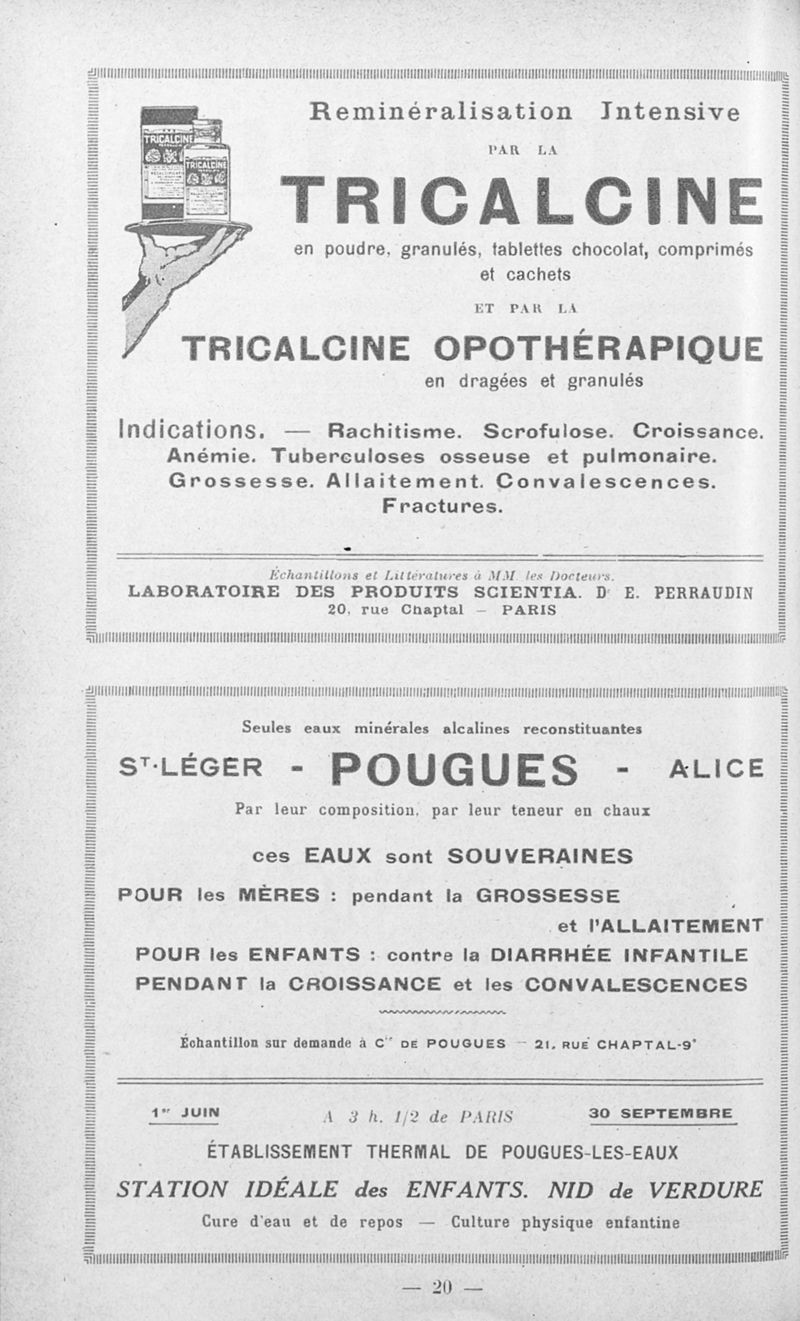 Reminéralisation Intensive
PAR LA
TRICALCINE
TRICALCINE
TRICALCINE
en poudre, granulés, tablettes chocolat, comprimés
et cachets
ET PAR LA
TRICALCINE OPOTHÉRAPIQUE
en dragées et granulés
Indications. — Rachitisme. Scrofulose. Croissance.
Anémie. Tuberculoses osseuse et pulmonaire.
Grossesse. Allaitement. Convalescences.
Fractures.
Échantillons et Littératures à MM. les Docteurs.
LABORATOIRE DES PRODUITS SCIENTIA. Dr E. PERRAUDIN
20, rue Chaptal — PARIS
Seules eaux minérales alcalines reconstituantes
ST-LÉGER - POUGUES - ALICE
Par leur composition, par leur teneur en chaux
ces EAUX sont SOUVERAINES
POUR les MÈRES : pendant la GROSSESSE
et l'ALLAITEMENT
POUR les ENFANTS : contre la DIARRHÉE INFANTILE
PENDANT la CROISSANCE et les CONVALESCENCES
Échantillon sur demande à Cie DE POUGUES — 21, RUE CHAPTAL-9e
1er JUIN A 3 h. 1/2 de PARIS 30 SEPTEMBRE
ÉTABLISSEMENT THERMAL DE POUGUES-LES-EAUX
STATION IDÉALE des ENFANTS. NID de VERDURE
Cure d'eau et de repos — Culture physique enfantine
— 20 —